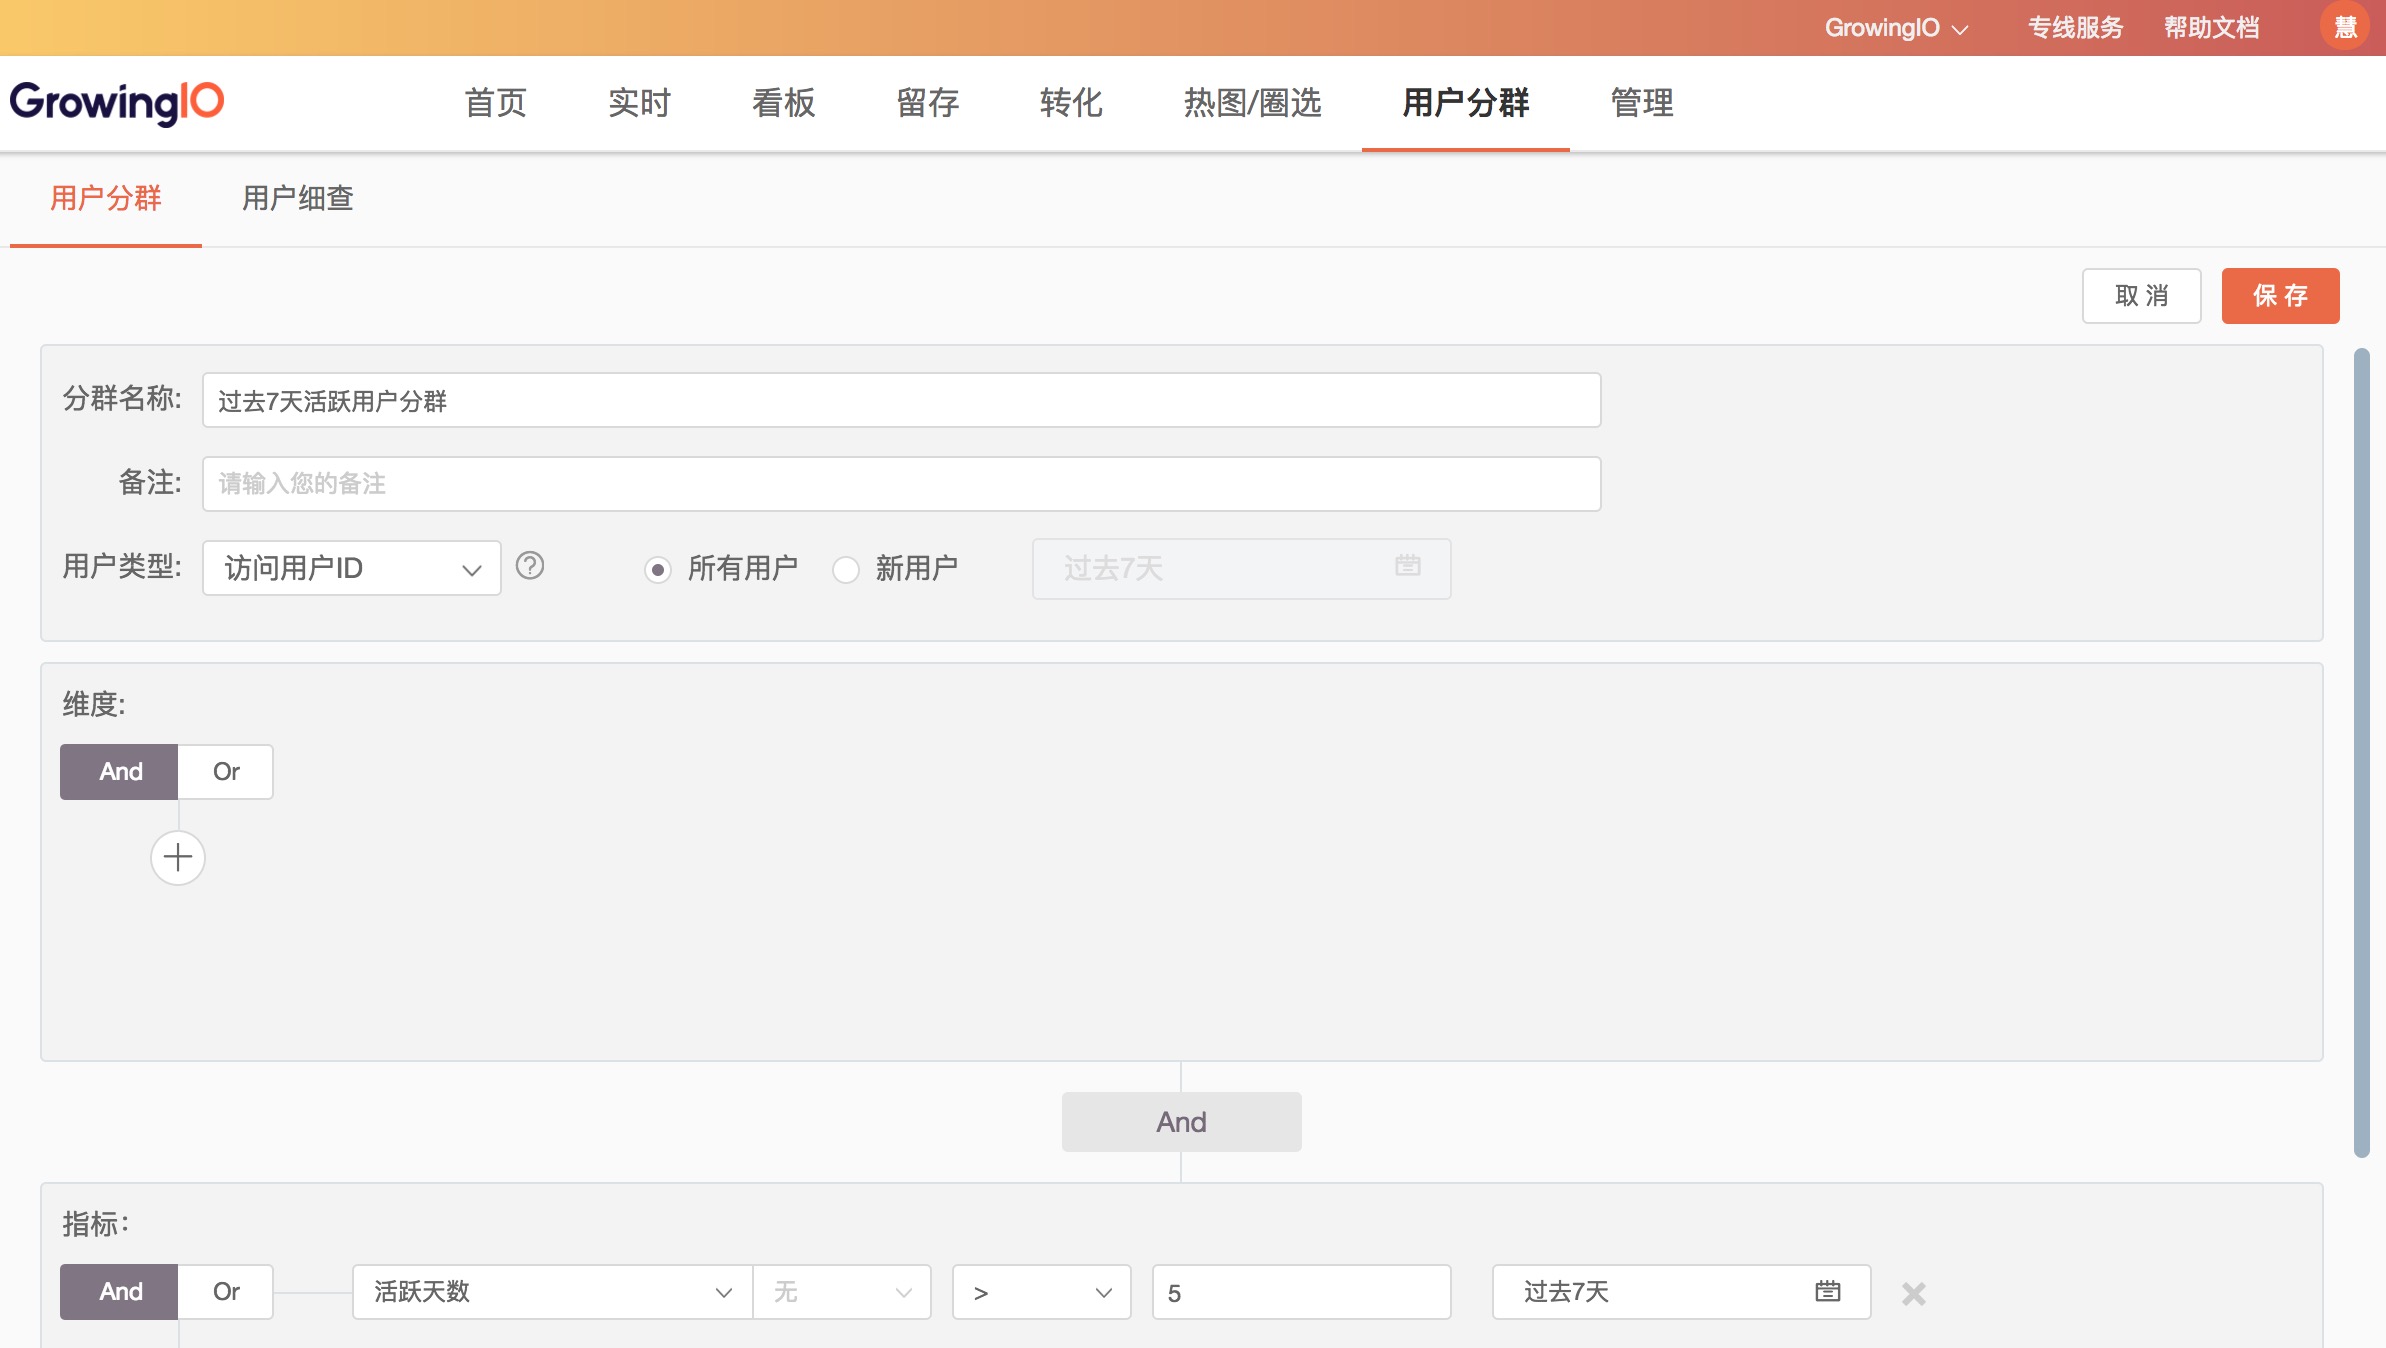 GrowingIO 专线服务 帮助文档 慧
GrowingIO 首页 实时 看板 留存 转化 热图/圈选 用户分群 管理
用户分群 用户细查
取 消 保 存
分群名称: 过去7天活跃用户分群
备注: 请输入您的备注
用户类型: 访问用户ID ? 所有用户 新用户 过去7天
维度:
And Or
And
指标:
And Or 活跃天数 无 > 5 过去7天